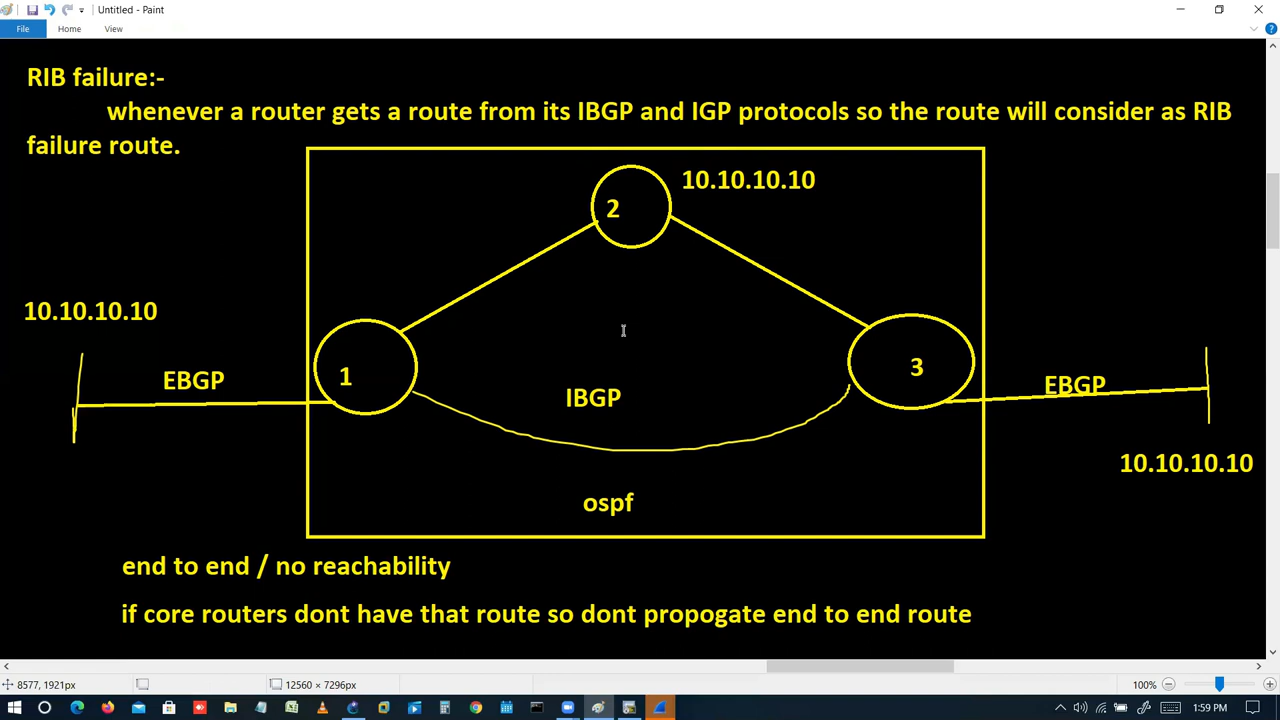 Untitled - Paint
File
Home
View
RIB failure:-
whenever a router gets a route from its IBGP and IGP protocols so the route will consider as RIB
failure route.
10.10.10.10
2
10.10.10.10
EBGP
1
3
EBGP
IBGP
10.10.10.10
ospf
end to end / no reachability
if core routers dont have that route so dont propogate end to end route
8577, 1921px
12560 × 7296px
100%
1:59 PM